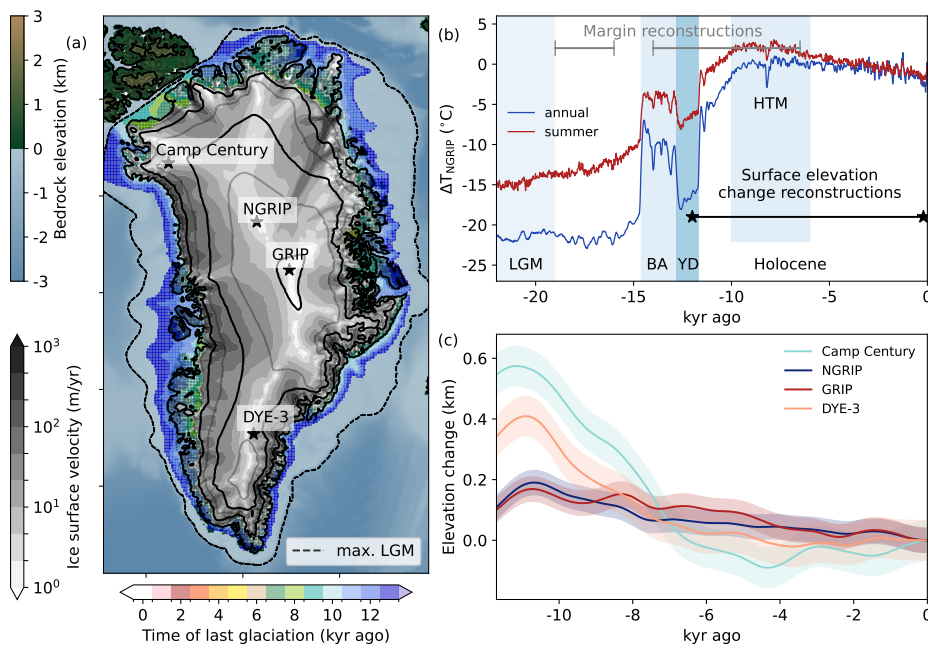 (a)
3
2
1
0
-1
-2
-3
Bedrock elevation (km)
10³
10²
10¹
10⁰
Ice surface velocity (m/yr)
Camp Century
NGRIP
GRIP
DYE-3
max. LGM
0 2 4 6 8 10 12
Time of last glaciation (kyr ago)
(b)
5
0
-5
-10
-15
-20
-25
ΔT_NGRIP (°C)
Margin reconstructions
annual
summer
HTM
Surface elevation
change reconstructions
LGM BA YD Holocene
-20 -15 -10 -5 0
kyr ago
(c)
0.6
0.4
0.2
0.0
Elevation change (km)
Camp Century
NGRIP
GRIP
DYE-3
-10 -8 -6 -4 -2 0
kyr ago